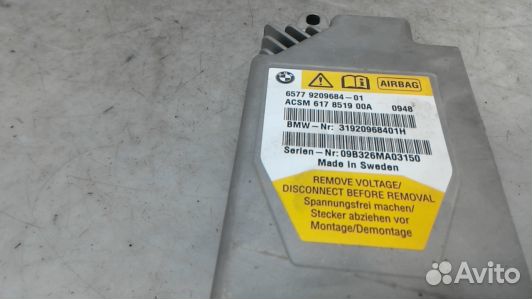 BMW
AIRBAG
6577 9209684-01
ACSM 617 8519 00A 0948
BMW-Nr: 31920968401H
Serien-Nr: 09B326MA03150
Made in Sweden
REMOVE VOLTAGE/
DISCONNECT BEFORE REMOVAL
Spannungsfrei machen/
Stecker abziehen vor
Montage/Demontage
Avito